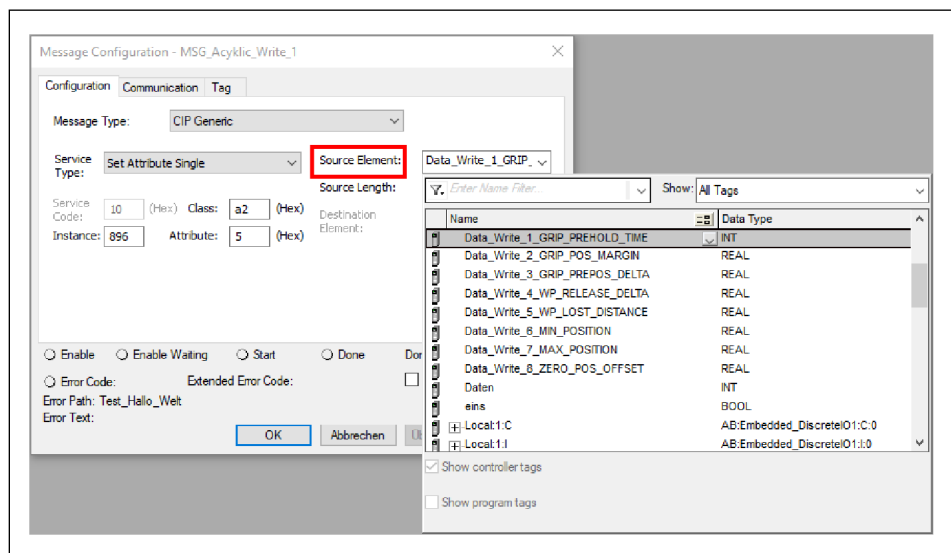 Message Configuration - MSG_Acyklic_Write_1
Configuration Communication Tag
Message Type: CIP Generic
Service Type: Set Attribute Single
Source Element: Data_Write_1_GRIP_
Source Length:
Service Code: 10 (Hex) Class: a2 (Hex)
Destination Element:
Instance: 896 Attribute: 5 (Hex)
Enable Enable Waiting Start Done
Error Code: Extended Error Code:
Error Path: Test_Hallo_Welt
Error Text:
OK Abbrechen
Enter Name Filter... Show: All Tags
Name Data Type
Data_Write_1_GRIP_PREHOLD_TIME INT
Data_Write_2_GRIP_POS_MARGIN REAL
Data_Write_3_GRIP_PREPOS_DELTA REAL
Data_Write_4_WP_RELEASE_DELTA REAL
Data_Write_5_WP_LOST_DISTANCE REAL
Data_Write_6_MIN_POSITION REAL
Data_Write_7_MAX_POSITION REAL
Data_Write_8_ZERO_POS_OFFSET REAL
Daten INT
eins BOOL
Local:1:C AB:Embedded_DiscreteIO1:C:0
Local:1:I AB:Embedded_DiscreteIO1:I:0
Show controller tags
Show program tags